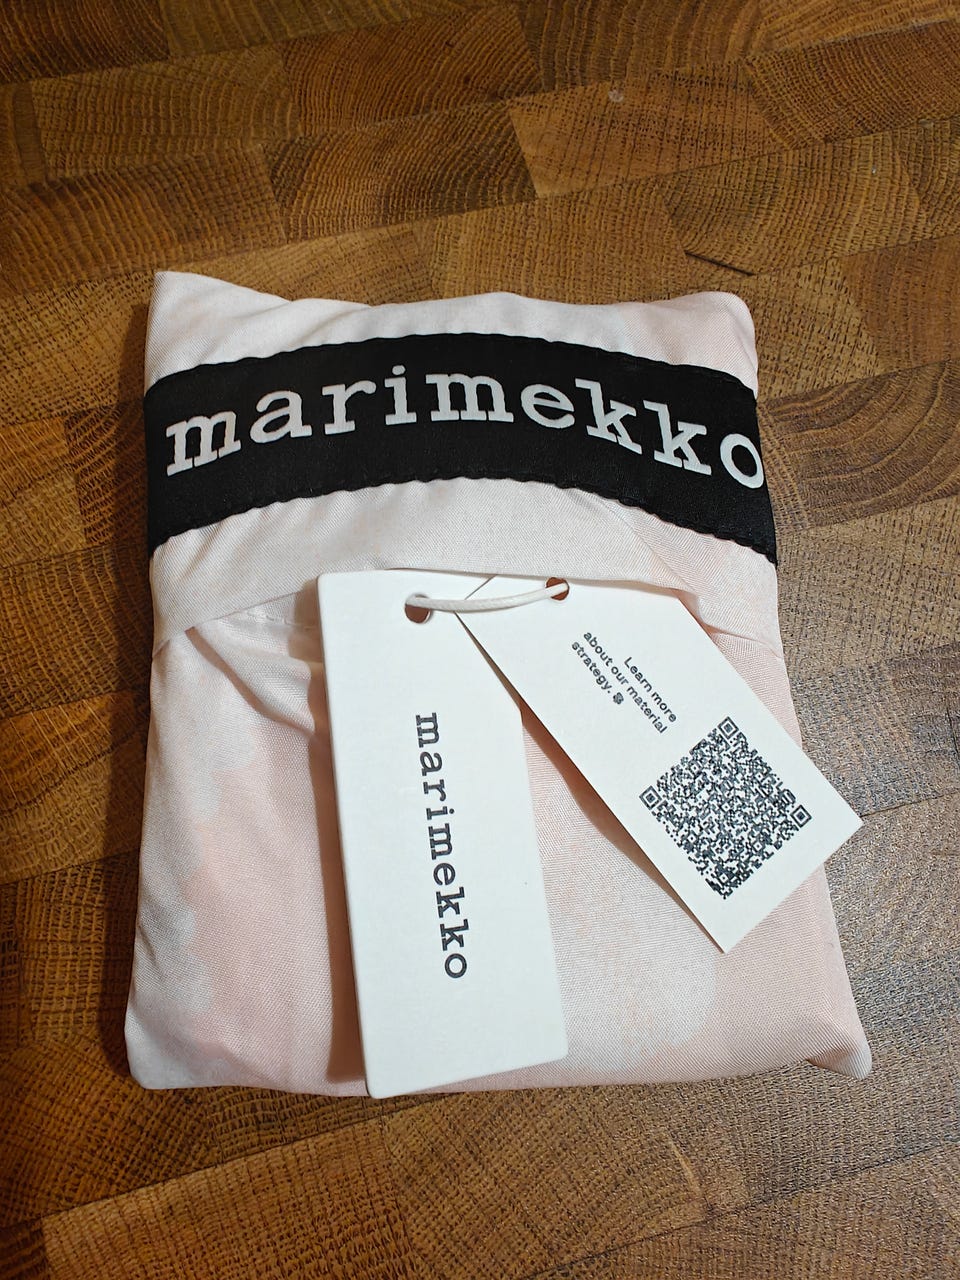 marimekko
marimekko
Learn more
about our material
strategy.